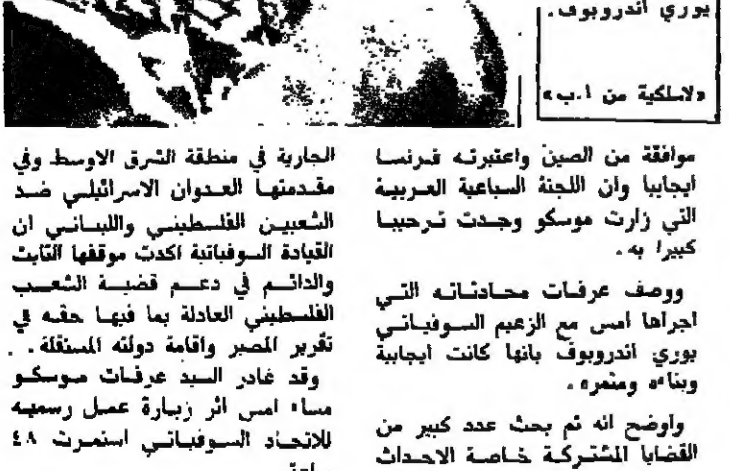 يوري اندروبوف.
«لاسلكية من ا.ب»
موافقة من الصين واعتبرته فرنسا
ايجابيا وان اللجنة السباعية العربية
التي زارت موسكو وجدت ترحيبا
كبيرا به.
ووصف عرفات محادثاته التي
اجراها امس مع الزعيم السوفياتي
يوري اندروبوف بانها كانت ايجابية
وبناءه ومثمره.
واوضح انه تم بحث عدد كبير من
القضايا المشتركة خاصة الاحداث
الجارية في منطقة الشرق الاوسط وفي
مقدمتها العدوان الاسرائيلي ضد
الشعبين الفلسطيني واللبناني ان
القيادة السوفياتية اكدت موقفها الثابت
والدائم في دعم قضية الشعب
الفلسطيني العادلة بما فيها حقه في
تقرير المصير واقامة دولته المستقلة.
وقد غادر السيد عرفات موسكو
مساء امس اثر زيارة عمل رسميه
للاتحاد السوفياتي استمرت ٤٨